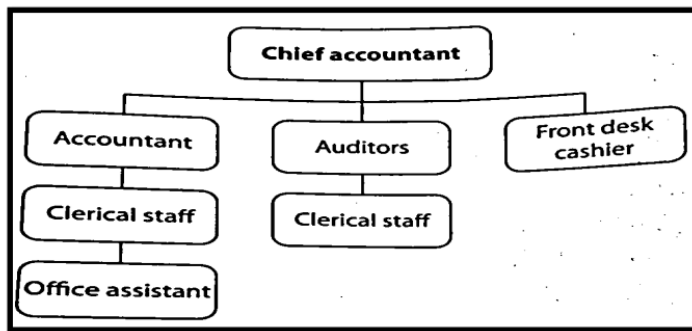 Chief accountant
Accountant
Auditors
Front desk
cashier
Clerical staff
Clerical staff
Office assistant